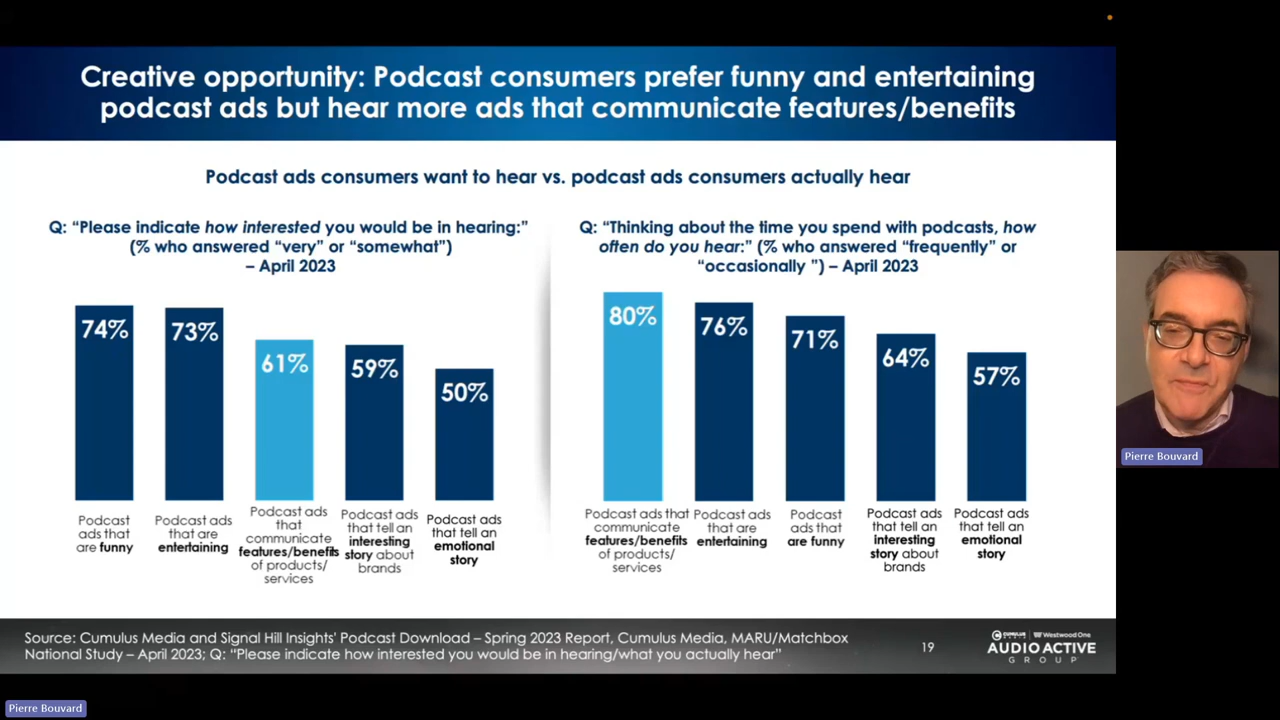 Creative opportunity: Podcast consumers prefer funny and entertaining
podcast ads but hear more ads that communicate features/benefits
Podcast ads consumers want to hear vs. podcast ads consumers actually hear
Q: “Please indicate how interested you would be in hearing:”
(% who answered “very” or “somewhat”)
– April 2023
74%
73%
61%
59%
50%
Podcast
ads that
are funny
Podcast ads
that are
entertaining
Podcast ads
that
communicate
features/benefits
of products/
services
Podcast ads
that tell an
interesting
story about
brands
Podcast ads
that tell an
emotional
story
Q: “Thinking about the time you spend with podcasts, how
often do you hear:” (% who answered “frequently” or
“occasionally ”) – April 2023
80%
76%
71%
64%
57%
Podcast ads that
communicate
features/benefits
of products/
services
Podcast ads
that are
entertaining
Podcast
ads that
are funny
Podcast ads
that tell an
interesting
story about
brands
Podcast ads
that tell an
emotional
story
Source: Cumulus Media and Signal Hill Insights' Podcast Download – Spring 2023 Report, Cumulus Media, MARU/Matchbox
National Study – April 2023; Q: “Please indicate how interested you would be in hearing/what you actually hear”
19
CUMULUS
MEDIA
Westwood One
AUDIO ACTIVE
GROUP
Pierre Bouvard
Pierre Bouvard